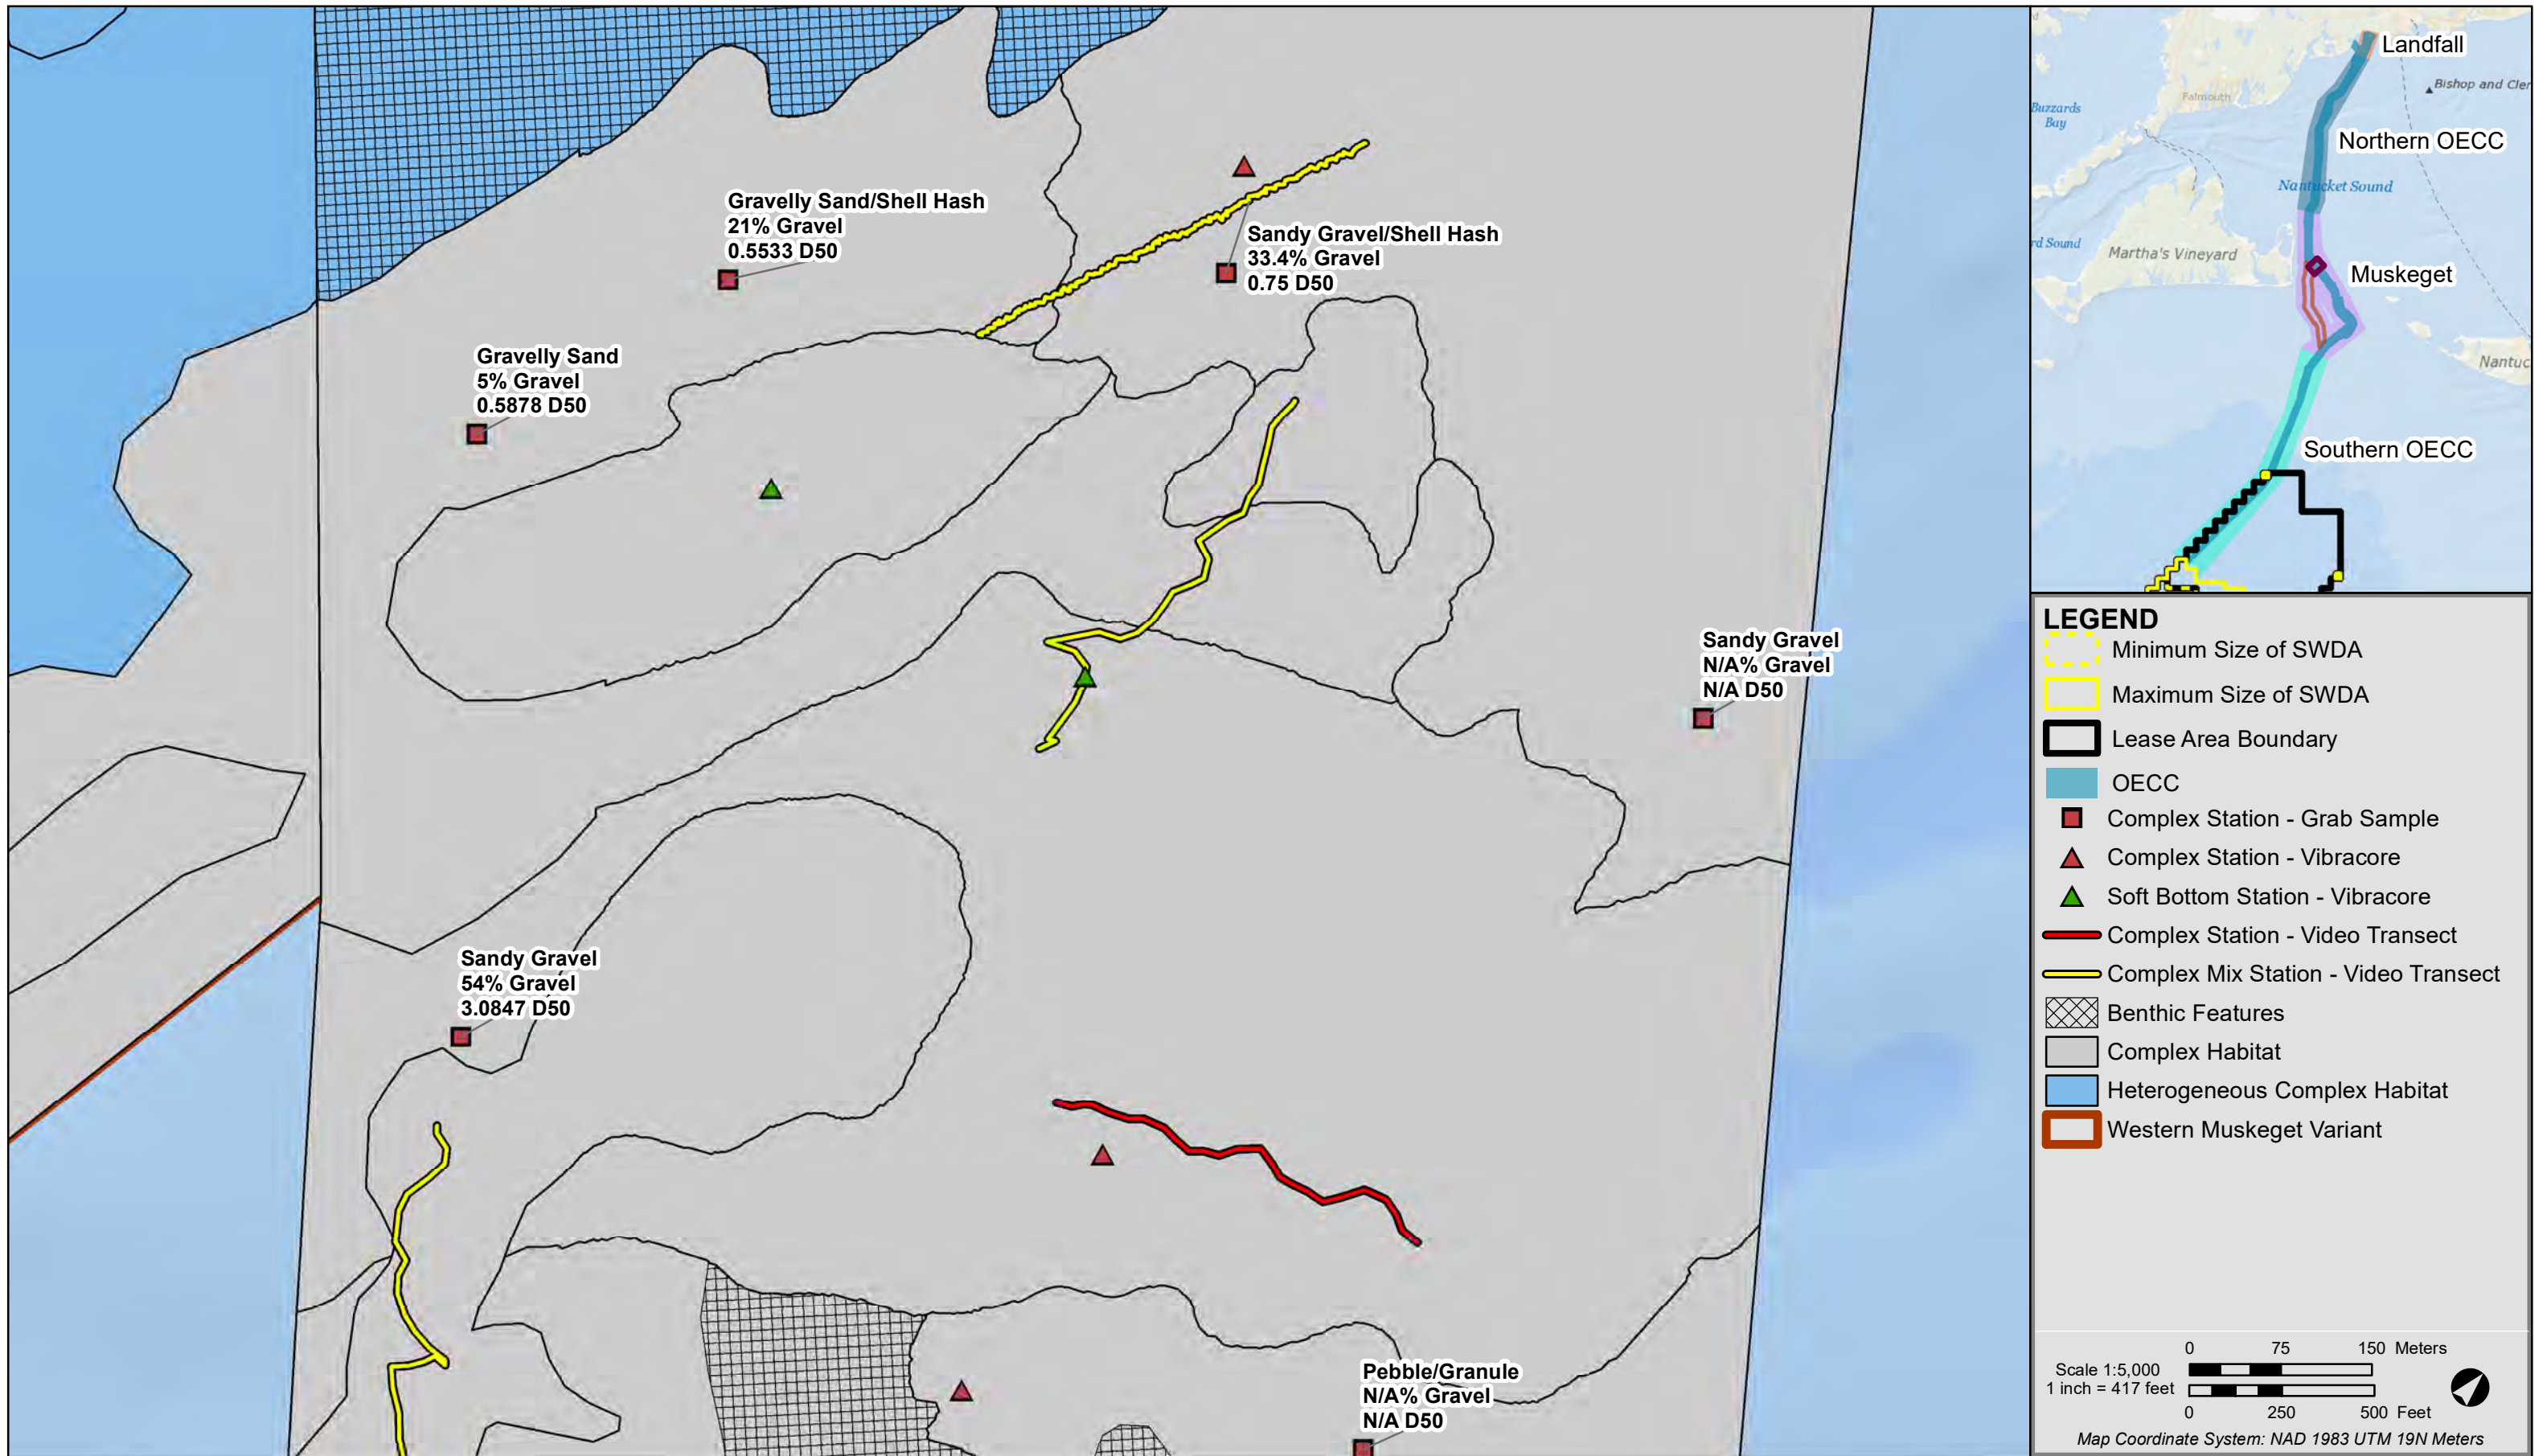 Gravelly Sand/Shell Hash
21% Gravel
0.5533 D50
Sandy Gravel/Shell Hash
33.4% Gravel
0.75 D50
Gravelly Sand
5% Gravel
0.5878 D50
Sandy Gravel
N/A% Gravel
N/A D50
Sandy Gravel
54% Gravel
3.0847 D50
Pebble/Granule
N/A% Gravel
N/A D50
Landfall
Bishop and Cler
Falmouth
Buzzards
Bay
Northern OECC
Nantucket Sound
rd Sound
Martha's Vineyard
Muskeget
Nantuc
Southern OECC
LEGEND
Minimum Size of SWDA
Maximum Size of SWDA
Lease Area Boundary
OECC
Complex Station - Grab Sample
Complex Station - Vibracore
Soft Bottom Station - Vibracore
Complex Station - Video Transect
Complex Mix Station - Video Transect
Benthic Features
Complex Habitat
Heterogeneous Complex Habitat
Western Muskeget Variant
0 75 150 Meters
Scale 1:5,000
1 inch = 417 feet
0 250 500 Feet
Map Coordinate System: NAD 1983 UTM 19N Meters